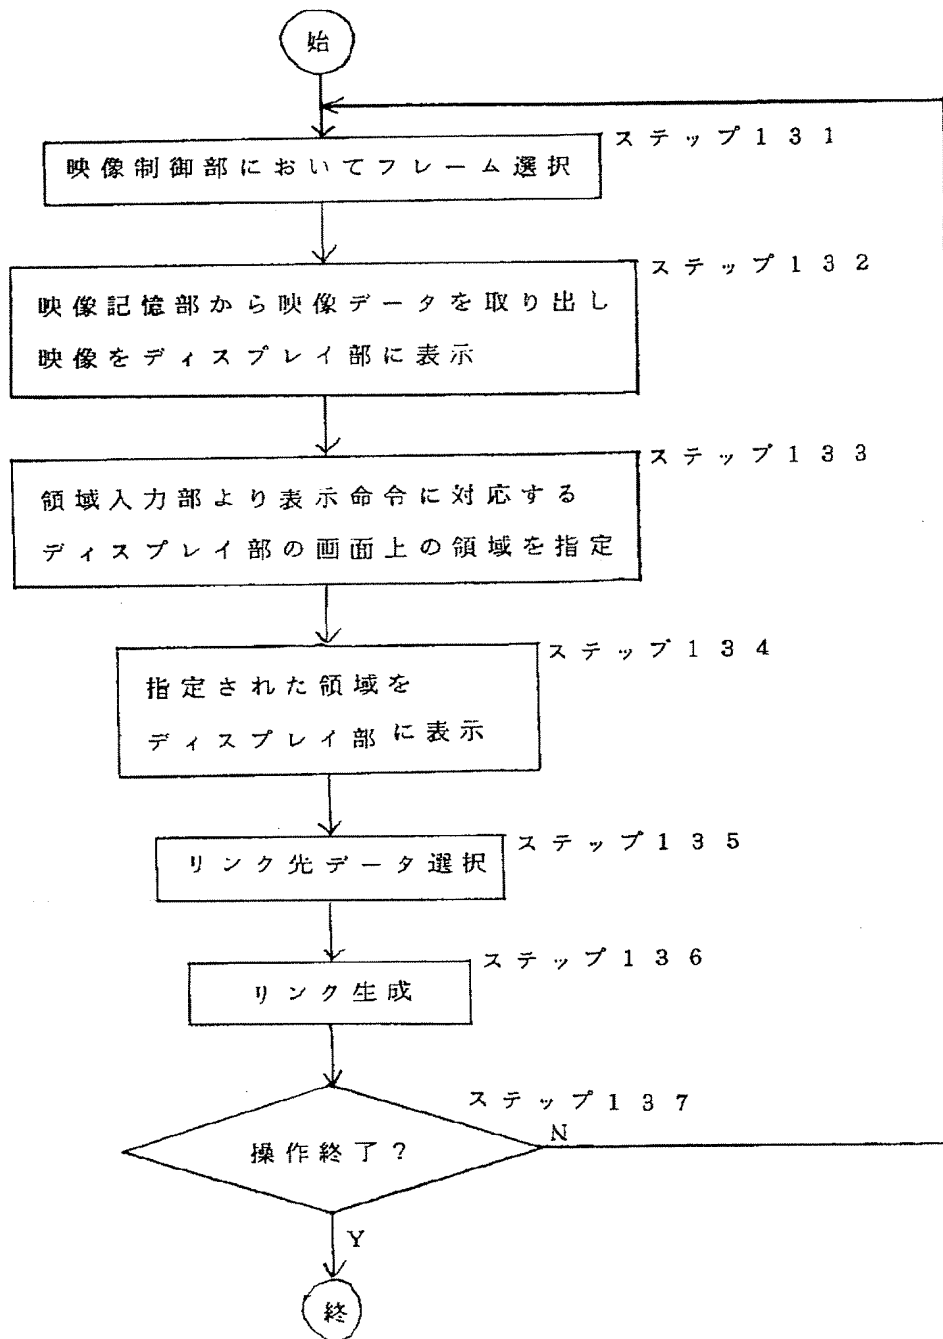 始
ステップ131
映像制御部においてフレーム選択
ステップ132
映像記憶部から映像データを取り出し
映像をディスプレイ部に表示
ステップ133
領域入力部より表示命令に対応する
ディスプレイ部の画面上の領域を指定
ステップ134
指定された領域を
ディスプレイ部に表示
ステップ135
リンク先データ選択
ステップ136
リンク生成
ステップ137
操作終了?
N
Y
終